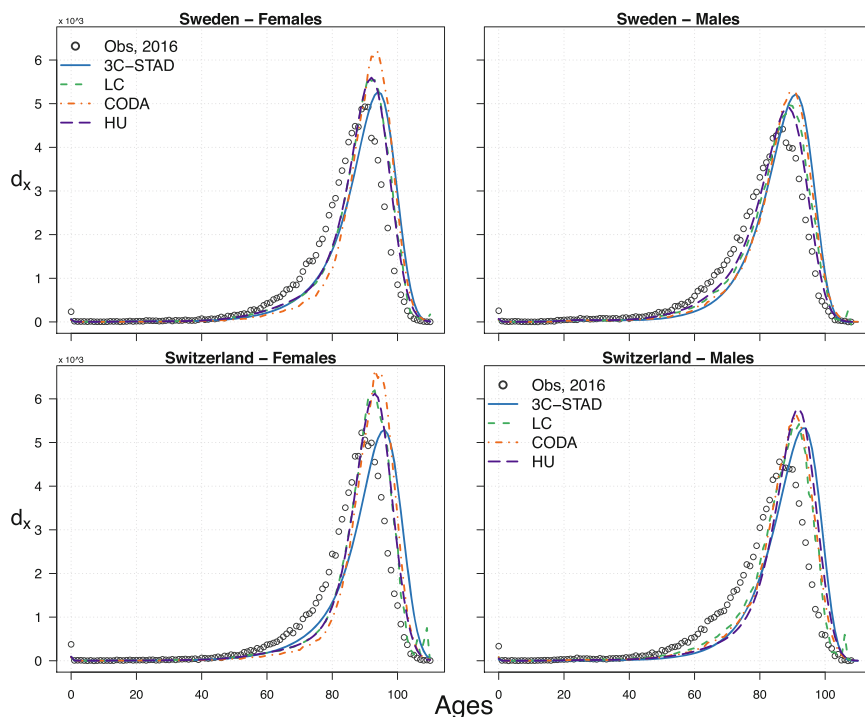 Sweden − Females
Sweden − Males
x 10^3
Obs, 2016
3C−STAD
LC
CODA
HU
6
5
4
3
2
1
0
dx
Switzerland − Females
Switzerland − Males
x 10^3
Obs, 2016
3C−STAD
LC
CODA
HU
6
5
4
3
2
1
0
dx
0 20 40 60 80 100 0 20 40 60 80 100
Ages